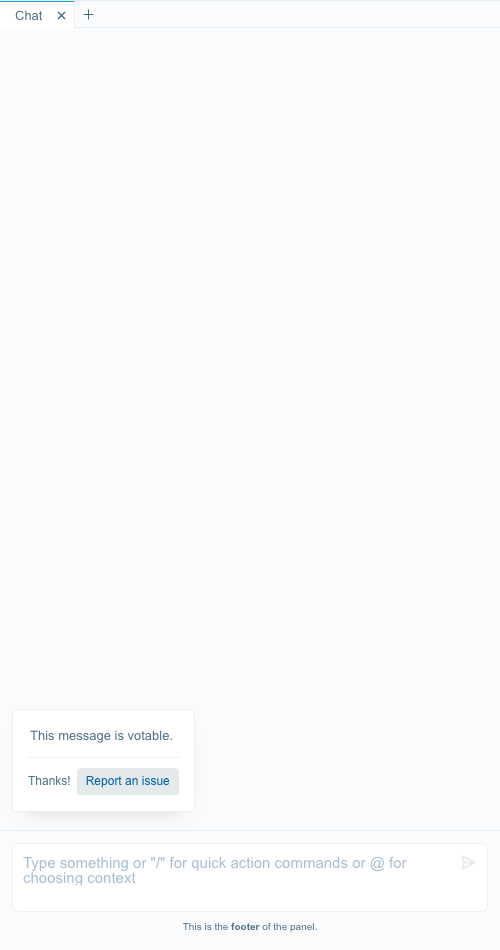 Chat
This message is votable.
Thanks! Report an issue
Type something or "/" for quick action commands or @ for
choosing context
This is the footer of the panel.